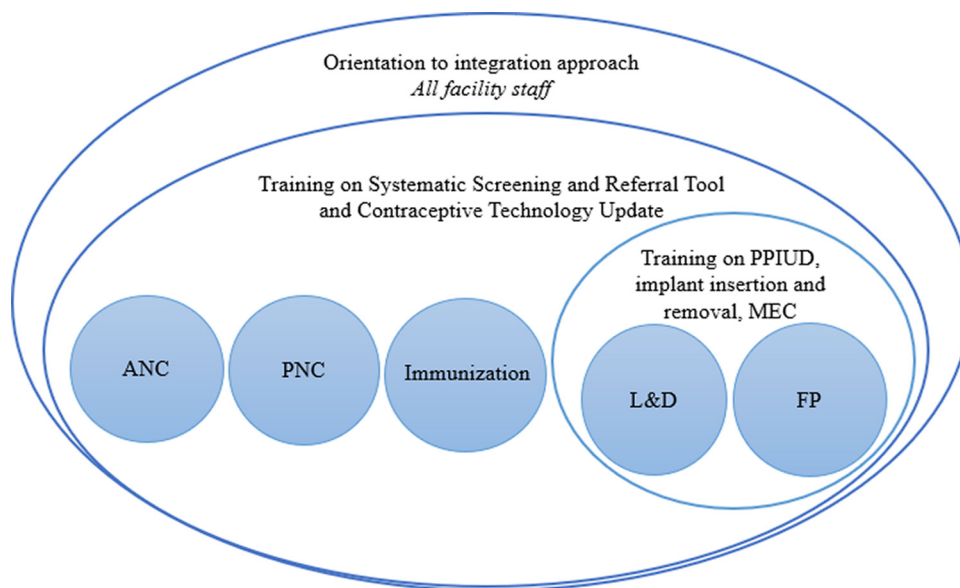 Orientation to integration approach
All facility staff
Training on Systematic Screening and Referral Tool
and Contraceptive Technology Update
Training on PPIUD,
implant insertion and
removal, MEC
ANC
PNC
Immunization
L&D
FP